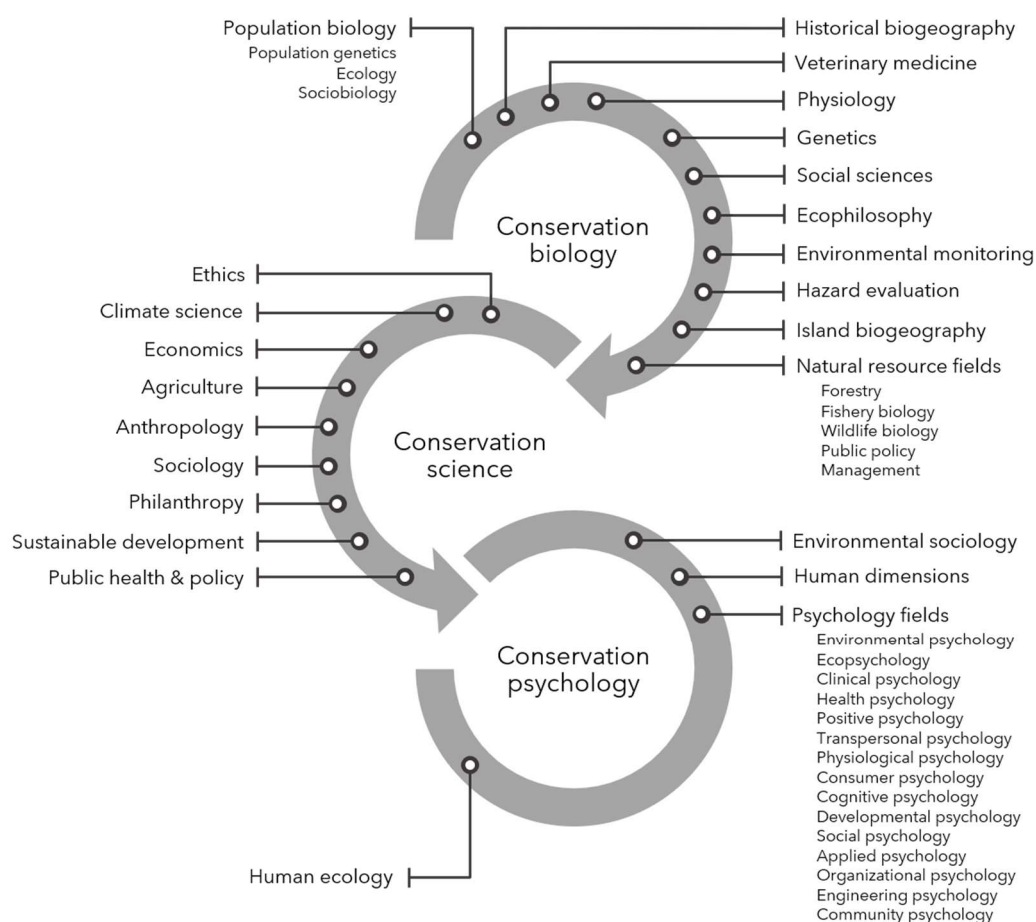 Population biology
Population genetics
Ecology
Sociobiology
Historical biogeography
Veterinary medicine
Physiology
Genetics
Social sciences
Ecophilosophy
Environmental monitoring
Hazard evaluation
Island biogeography
Natural resource fields
Forestry
Fishery biology
Wildlife biology
Public policy
Management
Conservation
biology
Ethics
Climate science
Economics
Agriculture
Anthropology
Sociology
Philanthropy
Sustainable development
Public health & policy
Conservation
science
Environmental sociology
Human dimensions
Psychology fields
Environmental psychology
Ecopsychology
Clinical psychology
Health psychology
Positive psychology
Transpersonal psychology
Physiological psychology
Consumer psychology
Cognitive psychology
Developmental psychology
Social psychology
Applied psychology
Organizational psychology
Engineering psychology
Community psychology
Conservation
psychology
Human ecology